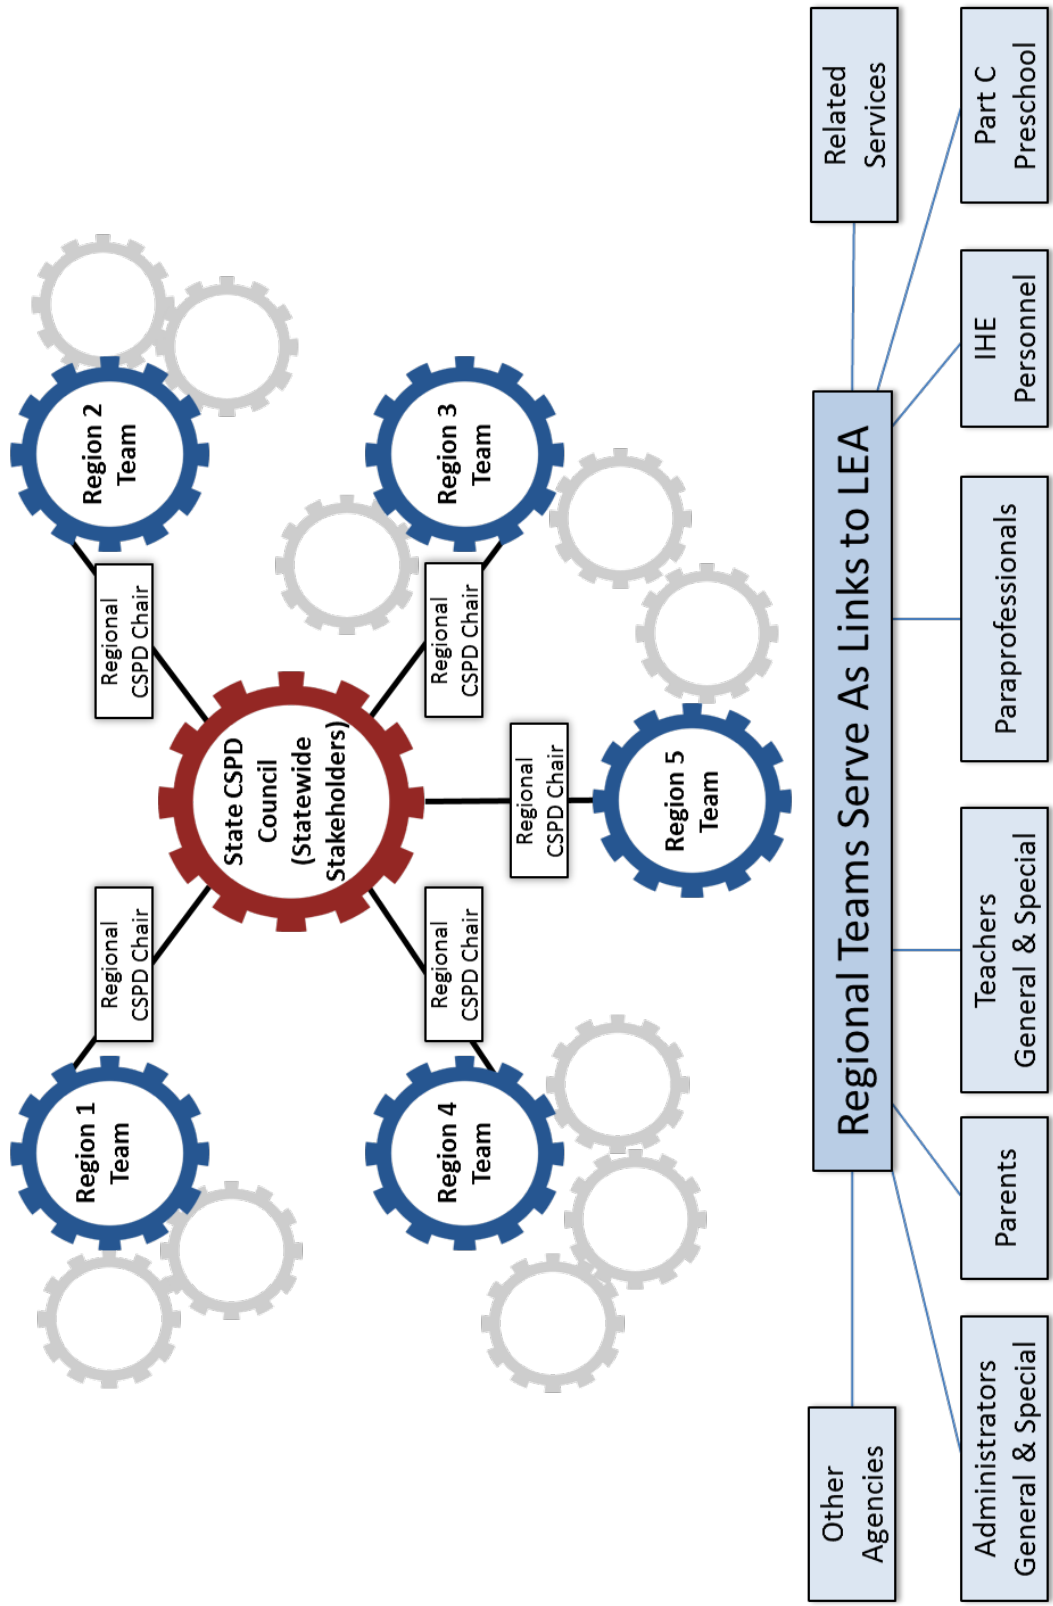 Region 1
Team
Regional
CSPD Chair
Regional
CSPD Chair
Region 2
Team
State CSPD
Council
(Statewide
Stakeholders)
Region 4
Team
Regional
CSPD Chair
Regional
CSPD Chair
Region 3
Team
Regional
CSPD Chair
Region 5
Team
Other
Agencies
Regional Teams Serve As Links to LEA
Related
Services
Administrators
General & Special
Parents
Teachers
General & Special
Paraprofessionals
IHE
Personnel
Part C
Preschool